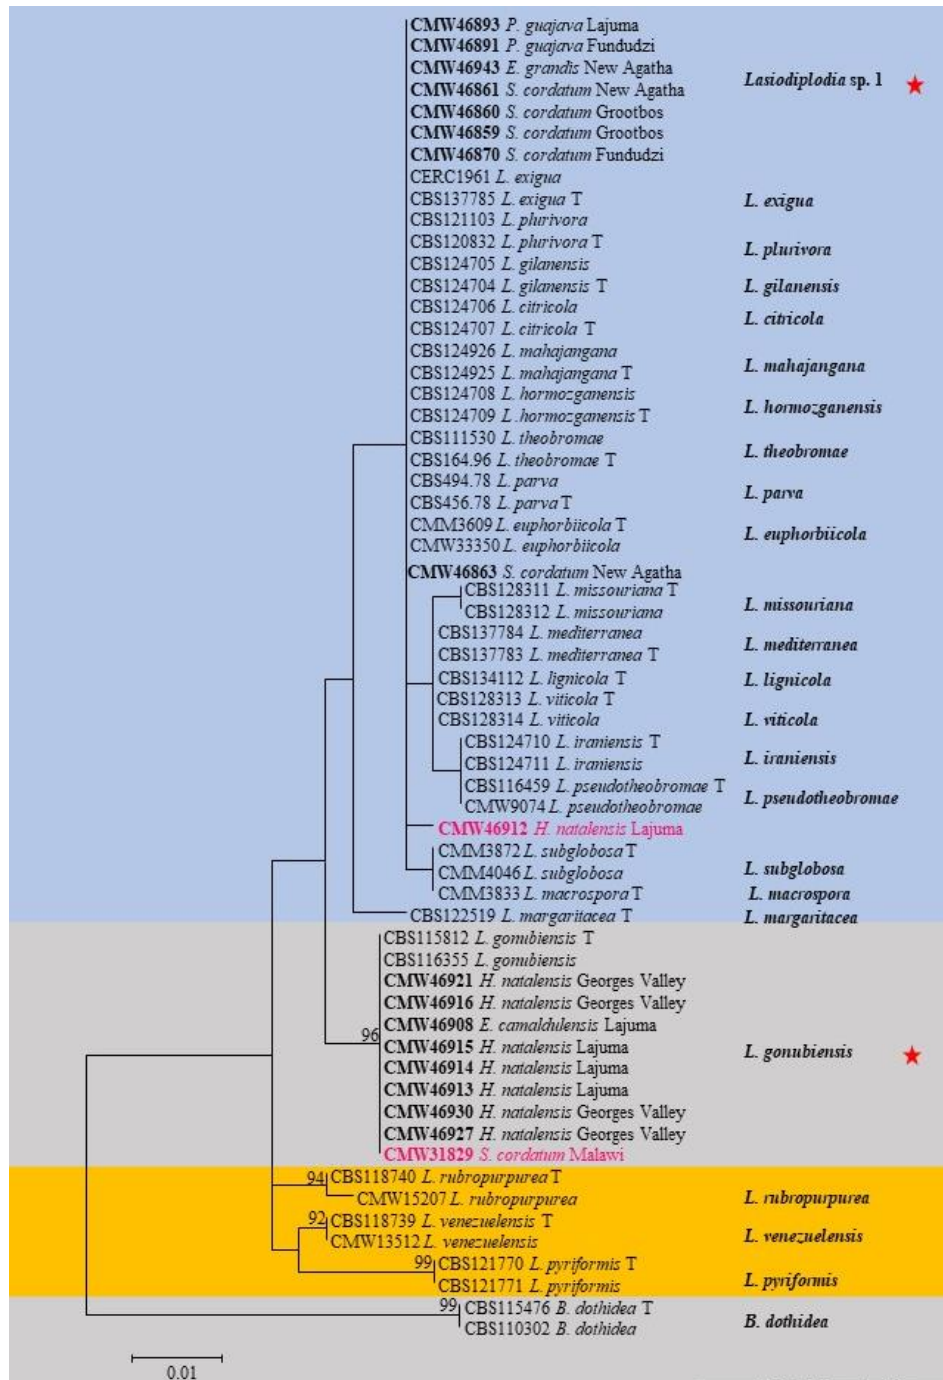 CMW46893 P. guajava Lajuma
CMW46891 P. guajava Fundudzi
CMW46943 E. grandis New Agatha
Lasiodiplodia sp. 1
CMW46861 S. cordatum New Agatha
CMW46860 S. cordatum Grootbos
CMW46859 S. cordatum Grootbos
CMW46870 S. cordatum Fundudzi
CERC1961 L. exigua
CBS137785 L. exigua T
L. exigua
CBS121103 L. plurivora
CBS120832 L. plurivora T
L. plurivora
CBS124705 L. gilanensis
CBS124704 L. gilanensis T
L. gilanensis
CBS124706 L. citricola
L. citricola
CBS124707 L. citricola T
CBS124926 L. mahajangana
L. mahajangana
CBS124925 L. mahajangana T
CBS124708 L. hormozganensis
L. hormozganensis
CBS124709 L .hormozganensis T
CBS111530 L. theobromae
L. theobromae
CBS164.96 L. theobromae T
CBS494.78 L. parva
L. parva
CBS456.78 L. parva T
CMM3609 L. euphorbiicola T
L. euphorbiicola
CMW33350 L. euphorbiicola
CMW46863 S. cordatum New Agatha
CBS128311 L. missouriana T
L. missouriana
CBS128312 L. missouriana
CBS137784 L. mediterranea
L. mediterranea
CBS137783 L. mediterranea T
CBS134112 L. lignicola T
L. lignicola
CBS128313 L. viticola T
CBS128314 L. viticola
L. viticola
CBS124710 L. iraniensis T
L. iraniensis
CBS124711 L. iraniensis
CBS116459 L. pseudotheobromae T
L. pseudotheobromae
CMW9074 L. pseudotheobromae
CMW46912 H. natalensis Lajuma
CMM3872 L. subglobosa T
L. subglobosa
CMM4046 L. subglobosa
CMM3833 L. macrospora T
L. macrospora
CBS122519 L. margaritacea T
L. margaritacea
CBS115812 L. gonubiensis T
CBS116355 L. gonubiensis
CMW46921 H. natalensis Georges Valley
CMW46916 H. natalensis Georges Valley
CMW46908 E. camaldulensis Lajuma
96
CMW46915 H. natalensis Lajuma
L. gonubiensis
CMW46914 H. natalensis Lajuma
CMW46913 H. natalensis Lajuma
CMW46930 H. natalensis Georges Valley
CMW46927 H. natalensis Georges Valley
CMW31829 S. cordatum Malawi
94 CBS118740 L. rubropurpurea T
CMW15207 L. rubropurpurea
L. rubropurpurea
92 CBS118739 L. venezuelensis T
L. venezuelensis
CMW13512 L. venezuelensis
99 CBS121770 L. pyriformis T
CBS121771 L. pyriformis
L. pyriformis
99 CBS115476 B. dothidea T
B. dothidea
CBS110302 B. dothidea
0.01